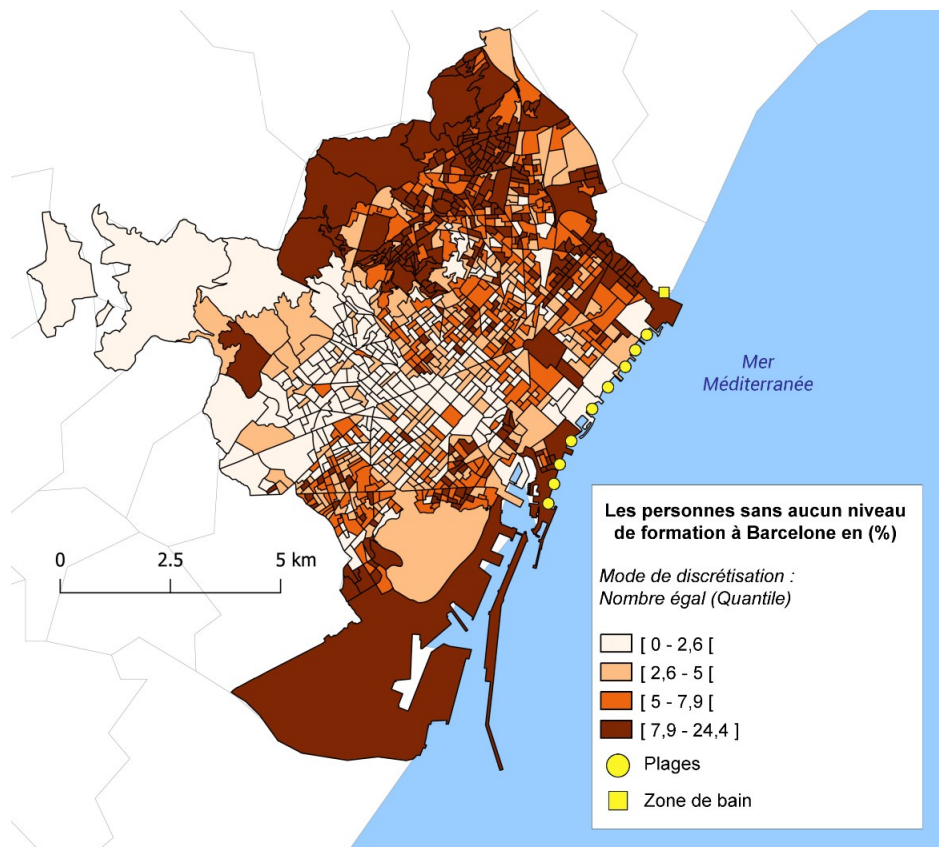 Mer
Méditerranée
0 2.5 5 km
Les personnes sans aucun niveau
de formation à Barcelone en (%)
Mode de discrétisation :
Nombre égal (Quantile)
[ 0 - 2,6 [
[ 2,6 - 5 [
[ 5 - 7,9 [
[ 7,9 - 24,4 ]
Plages
Zone de bain